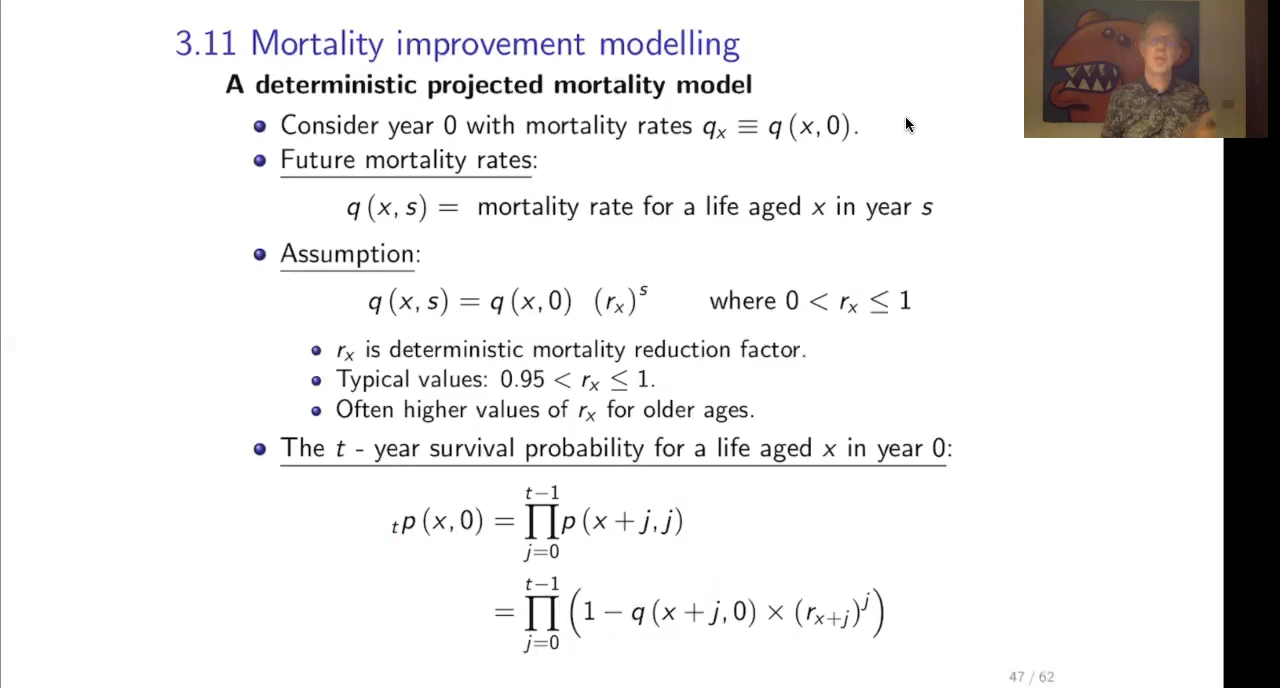 3.11 Mortality improvement modelling
A deterministic projected mortality model
Consider year 0 with mortality rates qₓ ≡ q (x, 0).
Future mortality rates:
q (x, s) = mortality rate for a life aged x in year s
Assumption:
q (x, s) = q (x, 0) (rₓ)ˢ where 0 < rₓ ≤ 1
rₓ is deterministic mortality reduction factor.
Typical values: 0.95 < rₓ ≤ 1.
Often higher values of rₓ for older ages.
The t - year survival probability for a life aged x in year 0:
ₜp (x, 0) = ∏_{j=0}^{t−1} p (x + j, j)
= ∏_{j=0}^{t−1} (1 − q (x + j, 0) × (r_{x+j})^j)
47 / 62